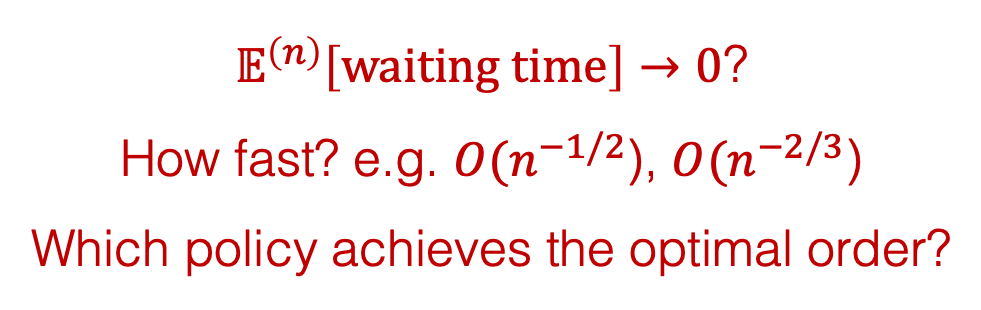 𝔼⁽ⁿ⁾[waiting time] → 0?
How fast? e.g. O(n^{−1/2}), O(n^{−2/3})
Which policy achieves the optimal order?